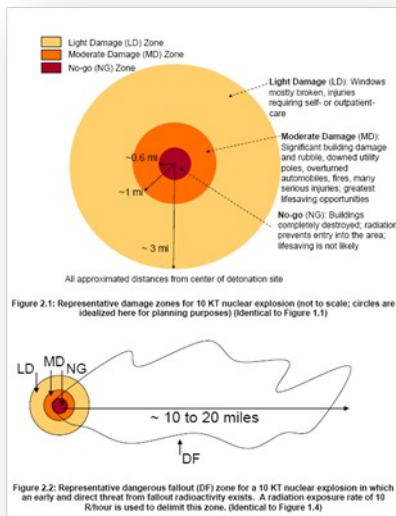 Light Damage (LD) Zone
Moderate Damage (MD) Zone
No-go (NG) Zone
Light Damage (LD): Windows
mostly broken, injuries
requiring self- or outpatient-
care
Moderate Damage (MD):
Significant building damage
and rubble, downed utility
poles, overturned
automobiles, fires, many
serious injuries; greatest
lifesaving opportunities
No-go (NG): Buildings
completely destroyed; radiation
prevents entry into the area;
lifesaving is not likely
~0.6 mi
~1 mi
~ 3 mi
All approximated distances from center of detonation site
Figure 2.1: Representative damage zones for 10 KT nuclear explosion (not to scale; circles are
idealized here for planning purposes) (Identical to Figure 1.1)
LD
MD
NG
~ 10 to 20 miles
DF
Figure 2.2: Representative dangerous fallout (DF) zone for a 10 KT nuclear explosion in which
an early and direct threat from fallout radioactivity exists. A radiation exposure rate of 10
R/hour is used to delimit this zone. (Identical to Figure 1.4)